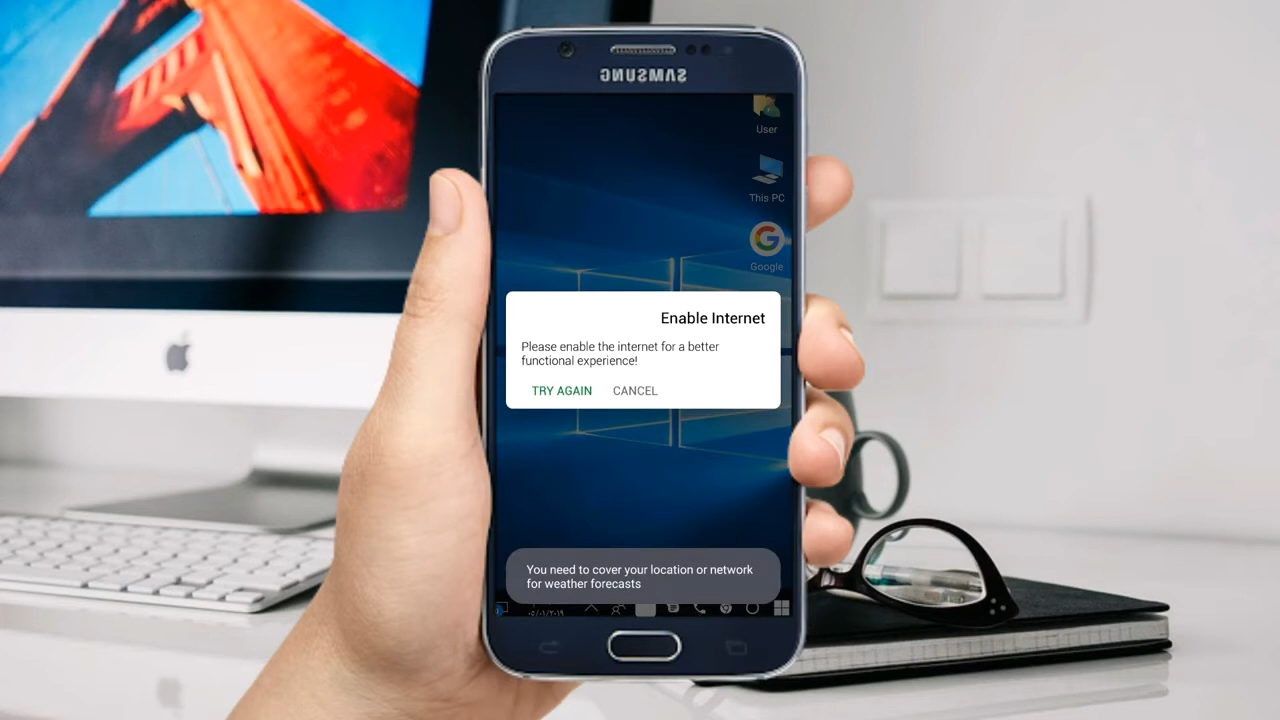 SAMSUNG
User
This PC
Google
Enable Internet
Please enable the internet for a better
functional experience!
TRY AGAIN
CANCEL
You need to cover your location or network
for weather forecasts